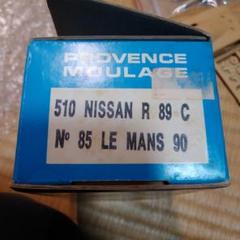 PROVENCE
MOULAGE
510 NISSAN R 89 C
Nº 85 LE MANS 90